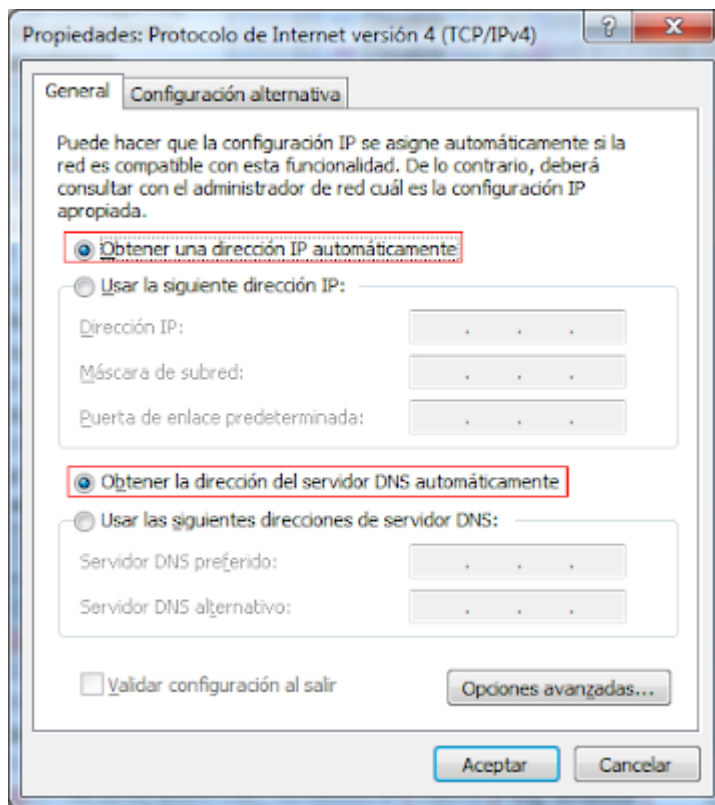 Propiedades: Protocolo de Internet versión 4 (TCP/IPv4)
General
Configuración alternativa
Puede hacer que la configuración IP se asigne automáticamente si la
red es compatible con esta funcionalidad. De lo contrario, deberá
consultar con el administrador de red cuál es la configuración IP
apropiada.
Obtener una dirección IP automáticamente
Usar la siguiente dirección IP:
Dirección IP:
Máscara de subred:
Puerta de enlace predeterminada:
Obtener la dirección del servidor DNS automáticamente
Usar las siguientes direcciones de servidor DNS:
Servidor DNS preferido:
Servidor DNS alternativo:
Validar configuración al salir
Opciones avanzadas...
Aceptar
Cancelar